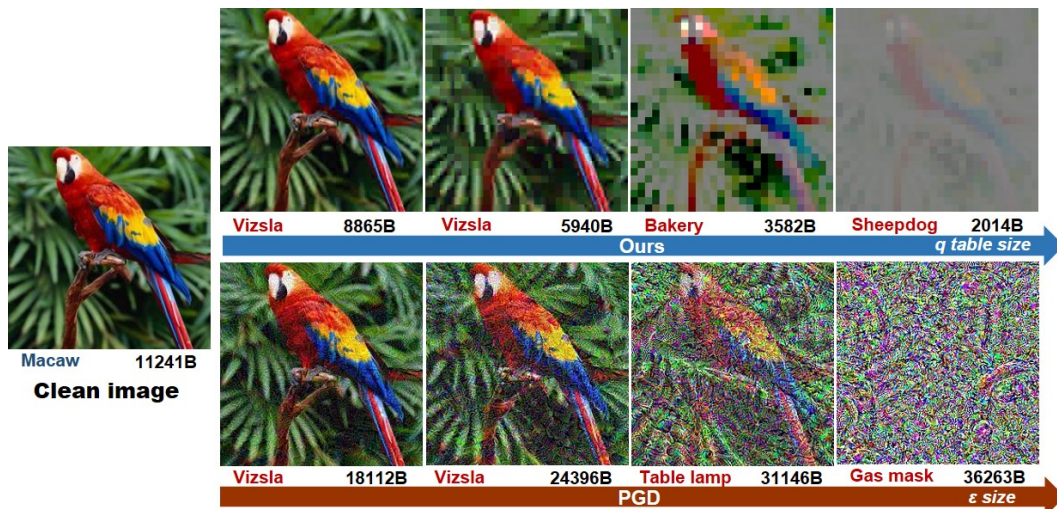 Vizsla 8865B Vizsla 5940B Bakery 3582B Sheepdog 2014B
Ours q table size
Macaw 11241B
Clean image
Vizsla 18112B Vizsla 24396B Table lamp 31146B Gas mask 36263B
PGD ε size